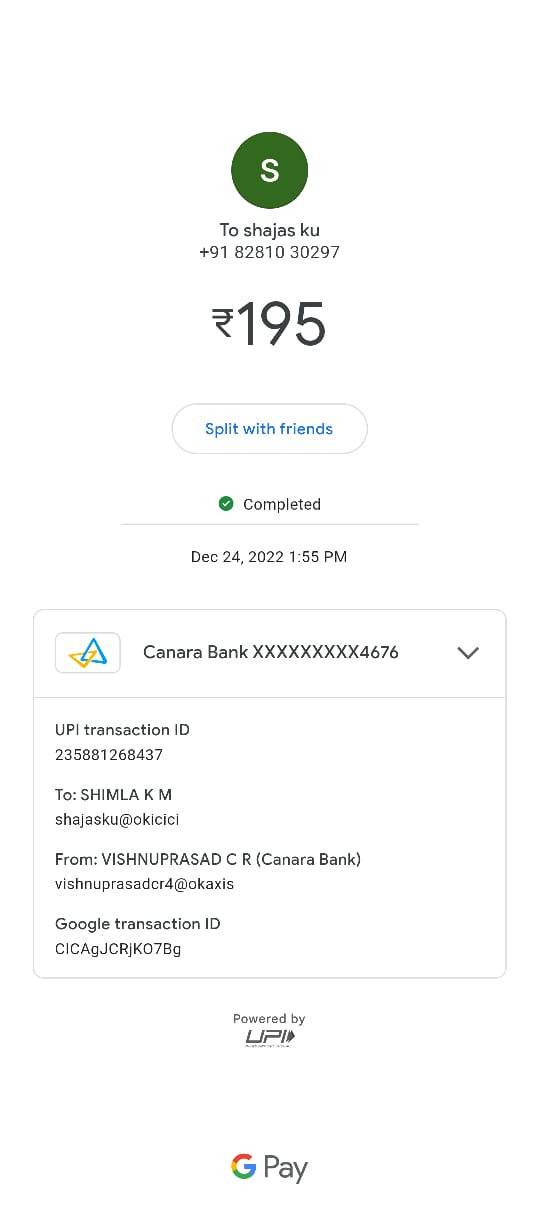 S
To shajas ku
+91 82810 30297
₹195
Split with friends
Completed
Dec 24, 2022 1:55 PM
Canara Bank XXXXXXXXX4676
UPI transaction ID
235881268437
To: SHIMLA K M
shajasku@okicici
From: VISHNUPRASAD C R (Canara Bank)
vishnuprasadcr4@okaxis
Google transaction ID
CICAgJCRjKO7Bg
Powered by
UPI
G Pay